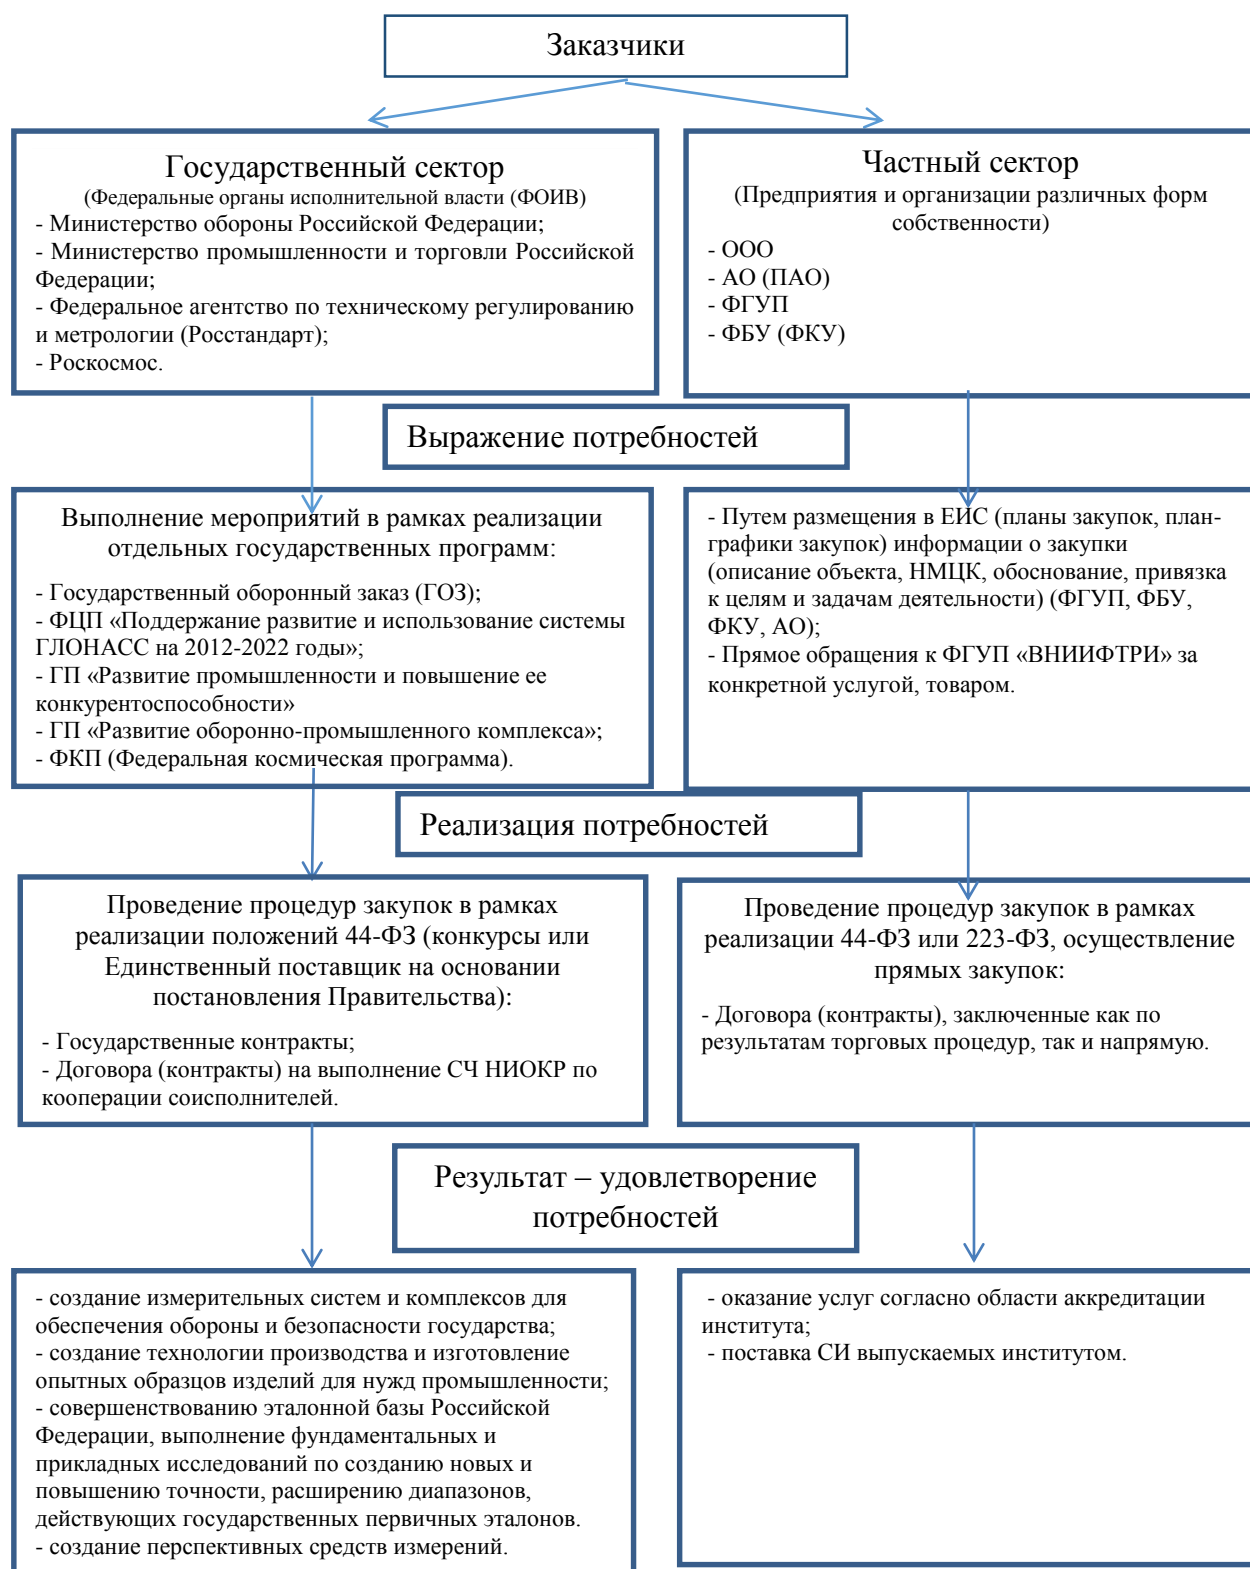 Заказчики
Государственный сектор
(Федеральные органы исполнительной власти (ФОИВ)
- Министерство обороны Российской Федерации;
- Министерство промышленности и торговли Российской
Федерации;
- Федеральное агентство по техническому регулированию
и метрологии (Росстандарт);
- Роскосмос.
Частный сектор
(Предприятия и организации различных форм
собственности)
- ООО
- АО (ПАО)
- ФГУП
- ФБУ (ФКУ)
Выражение потребностей
Выполнение мероприятий в рамках реализации
отдельных государственных программ:
- Государственный оборонный заказ (ГОЗ);
- ФЦП «Поддержание развитие и использование системы
ГЛОНАСС на 2012-2022 годы»;
- ГП «Развитие промышленности и повышение ее
конкурентоспособности»
- ГП «Развитие оборонно-промышленного комплекса»;
- ФКП (Федеральная космическая программа).
- Путем размещения в ЕИС (планы закупок, план-
графики закупок) информации о закупки
(описание объекта, НМЦК, обоснование, привязка
к целям и задачам деятельности) (ФГУП, ФБУ,
ФКУ, АО);
- Прямое обращения к ФГУП «ВНИИФТРИ» за
конкретной услугой, товаром.
Реализация потребностей
Проведение процедур закупок в рамках
реализации положений 44-ФЗ (конкурсы или
Единственный поставщик на основании
постановления Правительства):
- Государственные контракты;
- Договора (контракты) на выполнение СЧ НИОКР по
кооперации соисполнителей.
Проведение процедур закупок в рамках
реализации 44-ФЗ или 223-ФЗ, осуществление
прямых закупок:
- Договора (контракты), заключенные как по
результатам торговых процедур, так и напрямую.
Результат – удовлетворение
потребностей
- создание измерительных систем и комплексов для
обеспечения обороны и безопасности государства;
- создание технологии производства и изготовление
опытных образцов изделий для нужд промышленности;
- совершенствованию эталонной базы Российской
Федерации, выполнение фундаментальных и
прикладных исследований по созданию новых и
повышению точности, расширению диапазонов,
действующих государственных первичных эталонов.
- создание перспективных средств измерений.
- оказание услуг согласно области аккредитации
института;
- поставка СИ выпускаемых институтом.